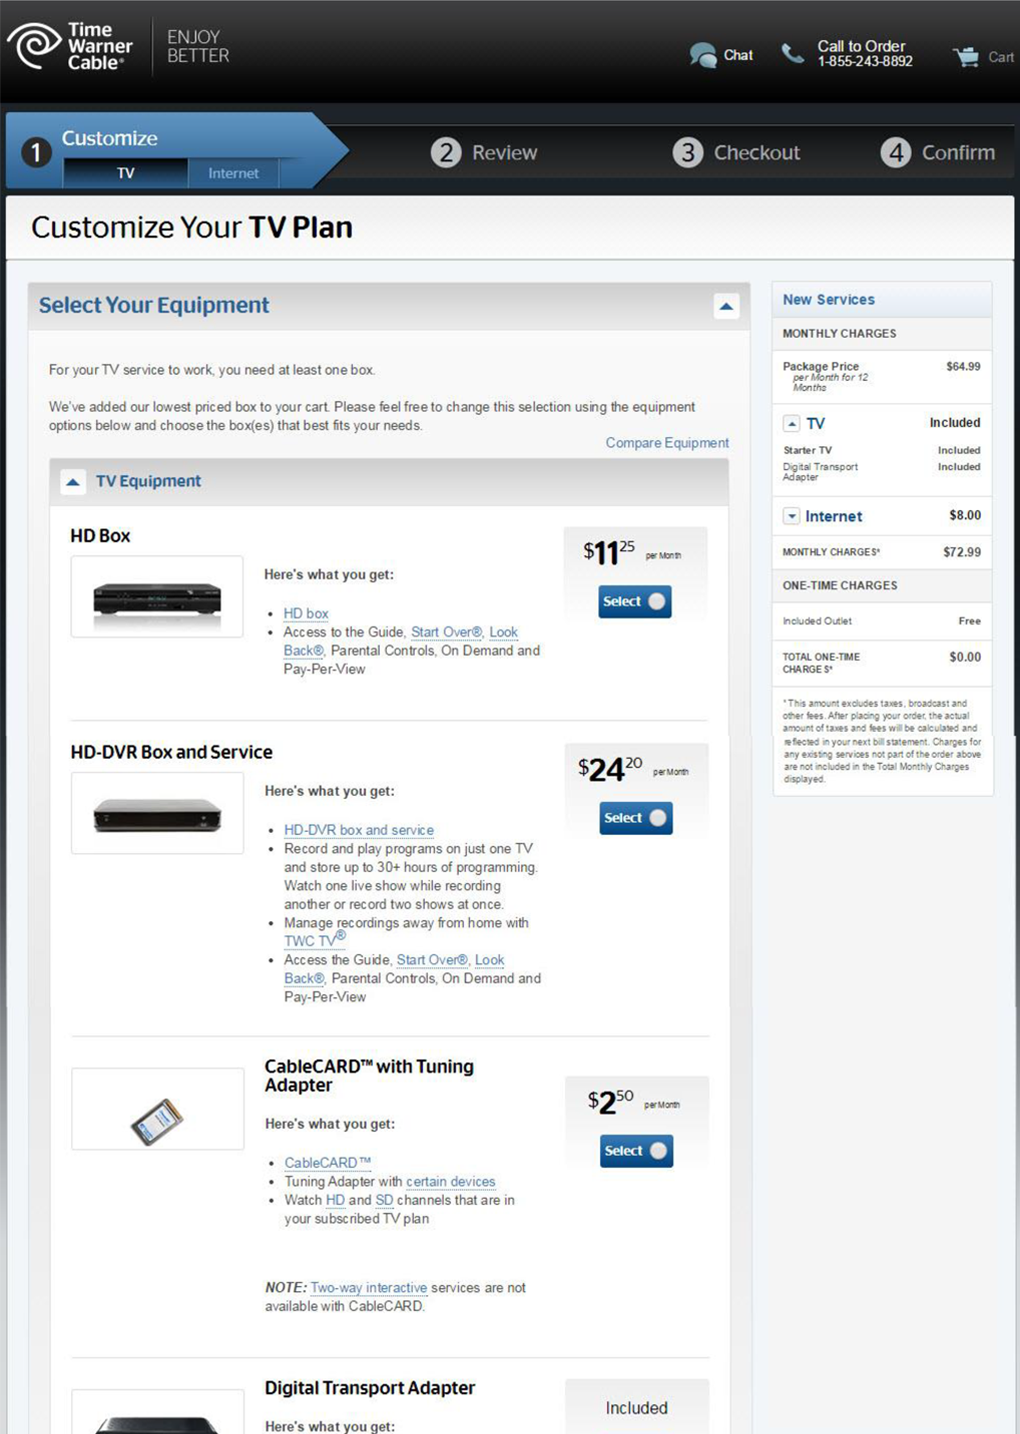 Time
Warner
Cable®
ENJOY
BETTER
Chat
Call to Order
1-855-243-8892
Cart
1 Customize
TV
Internet
2 Review
3 Checkout
4 Confirm
Customize Your TV Plan
Select Your Equipment
For your TV service to work, you need at least one box.
We've added our lowest priced box to your cart. Please feel free to change this selection using the equipment
options below and choose the box(es) that best fits your needs.
Compare Equipment
TV Equipment
HD Box
Here's what you get:
• HD box
• Access to the Guide, Start Over®, Look
Back®, Parental Controls, On Demand and
Pay-Per-View
$11 25 per Month
Select
HD-DVR Box and Service
Here's what you get:
• HD-DVR box and service
• Record and play programs on just one TV
and store up to 30+ hours of programming.
Watch one live show while recording
another or record two shows at once.
• Manage recordings away from home with
TWC TV®
• Access the Guide, Start Over®, Look
Back®, Parental Controls, On Demand and
Pay-Per-View
$24 20 per Month
Select
CableCARD™ with Tuning
Adapter
Here's what you get:
• CableCARD™
• Tuning Adapter with certain devices
• Watch HD and SD channels that are in
your subscribed TV plan
NOTE: Two-way interactive services are not
available with CableCARD.
$2 50 per Month
Select
Digital Transport Adapter
Here's what you get:
Included
New Services
MONTHLY CHARGES
Package Price $64.99
per Month for 12
Months
TV Included
Starter TV Included
Digital Transport Included
Adapter
Internet $8.00
MONTHLY CHARGES* $72.99
ONE-TIME CHARGES
Included Outlet Free
TOTAL ONE-TIME $0.00
CHARGES*
*This amount excludes taxes, broadcast and
other fees. After placing your order, the actual
amount of taxes and fees will be calculated and
reflected in your next bill statement. Charges for
any existing services not part of the order above
are not included in the Total Monthly Charges
displayed.